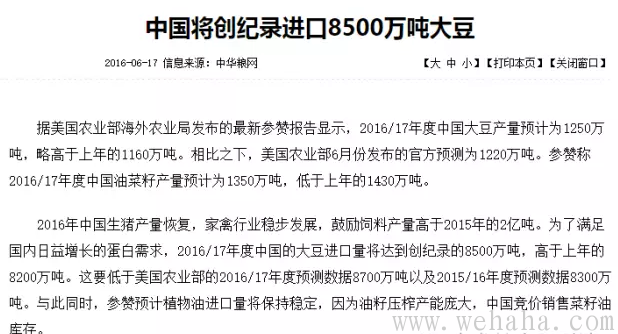 中国将创纪录进口8500万吨大豆
2016-06-17 信息来源：中华粮网 【大 中 小】【打印本页】【关闭窗口】
据美国农业部海外农业局发布的最新参赞报告显示，2016/17年度中国大豆产量预计为1250万
吨，略高于上年的1160万吨。相比之下，美国农业部6月份发布的官方预测为1220万吨。参赞称
2016/17年度中国油菜籽产量预计为1350万吨，低于上年的1430万吨。
2016年中国生猪产量恢复，家禽行业稳步发展，鼓励饲料产量高于2015年的2亿吨。为了满足
国内日益增长的蛋白需求，2016/17年度中国的大豆进口量将达到创纪录的8500万吨，高于上年的
8200万吨。这要低于美国农业部的2016/17年度预测数据8700万吨以及2015/16年度预测数据8300万
吨。与此同时，参赞预计植物油进口量将保持稳定，因为油籽压榨产能庞大，中国竞价销售菜籽油
库存。
www.wehaha.com